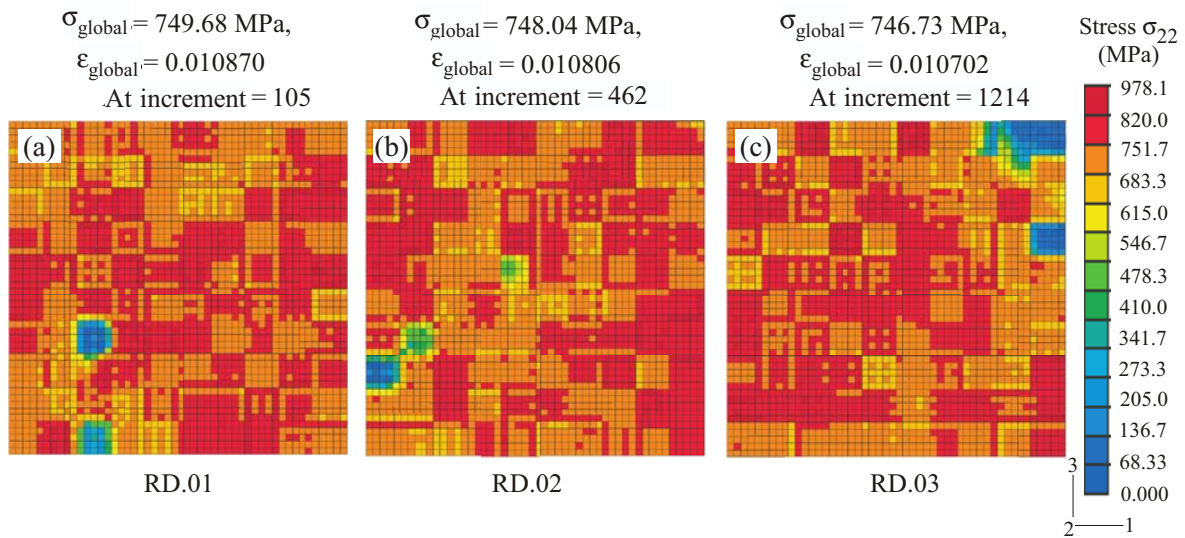 σglobal = 749.68 MPa,
εglobal = 0.010870
At increment = 105
σglobal = 748.04 MPa,
εglobal = 0.010806
At increment = 462
σglobal = 746.73 MPa,
εglobal = 0.010702
At increment = 1214
Stress σ22
(MPa)
(a)
(b)
(c)
978.1
820.0
751.7
683.3
615.0
546.7
478.3
410.0
341.7
273.3
205.0
136.7
68.33
0.000
RD.01
RD.02
RD.03
3
2
1